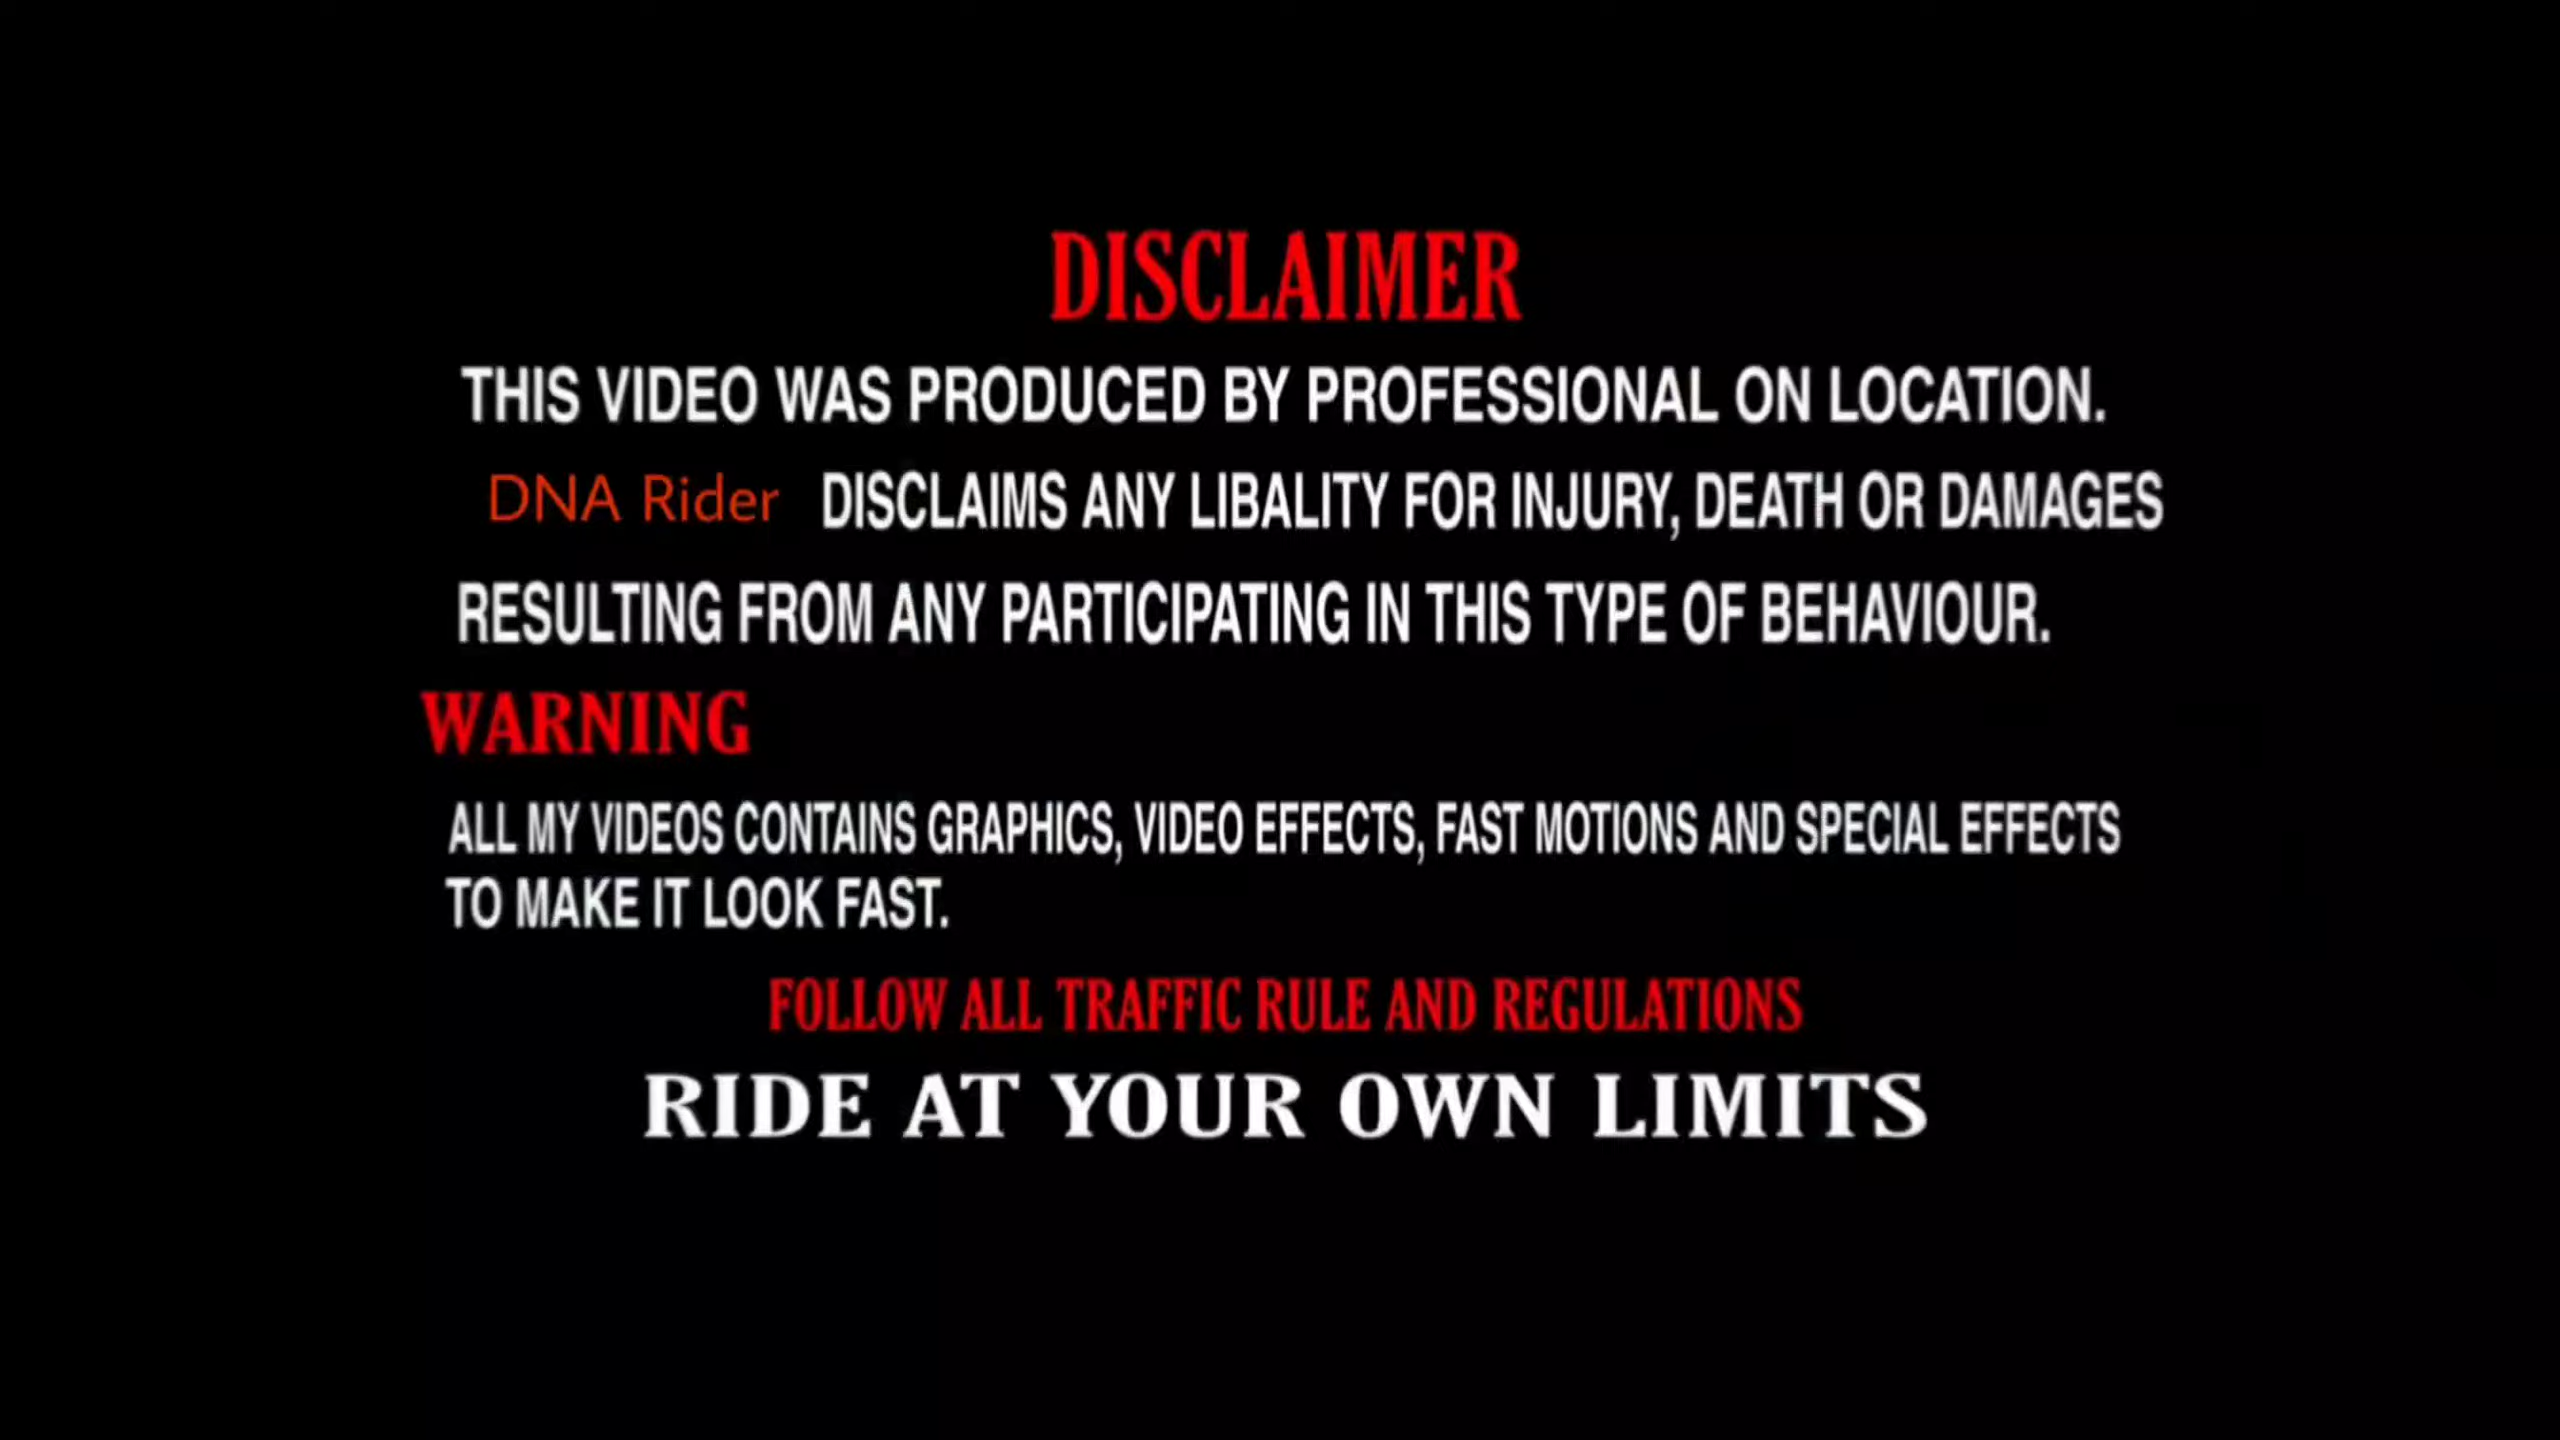 DISCLAIMER
THIS VIDEO WAS PRODUCED BY PROFESSIONAL ON LOCATION.
DNA Rider DISCLAIMS ANY LIBALITY FOR INJURY, DEATH OR DAMAGES
RESULTING FROM ANY PARTICIPATING IN THIS TYPE OF BEHAVIOUR.
WARNING
ALL MY VIDEOS CONTAINS GRAPHICS, VIDEO EFFECTS, FAST MOTIONS AND SPECIAL EFFECTS
TO MAKE IT LOOK FAST.
FOLLOW ALL TRAFFIC RULE AND REGULATIONS
RIDE AT YOUR OWN LIMITS